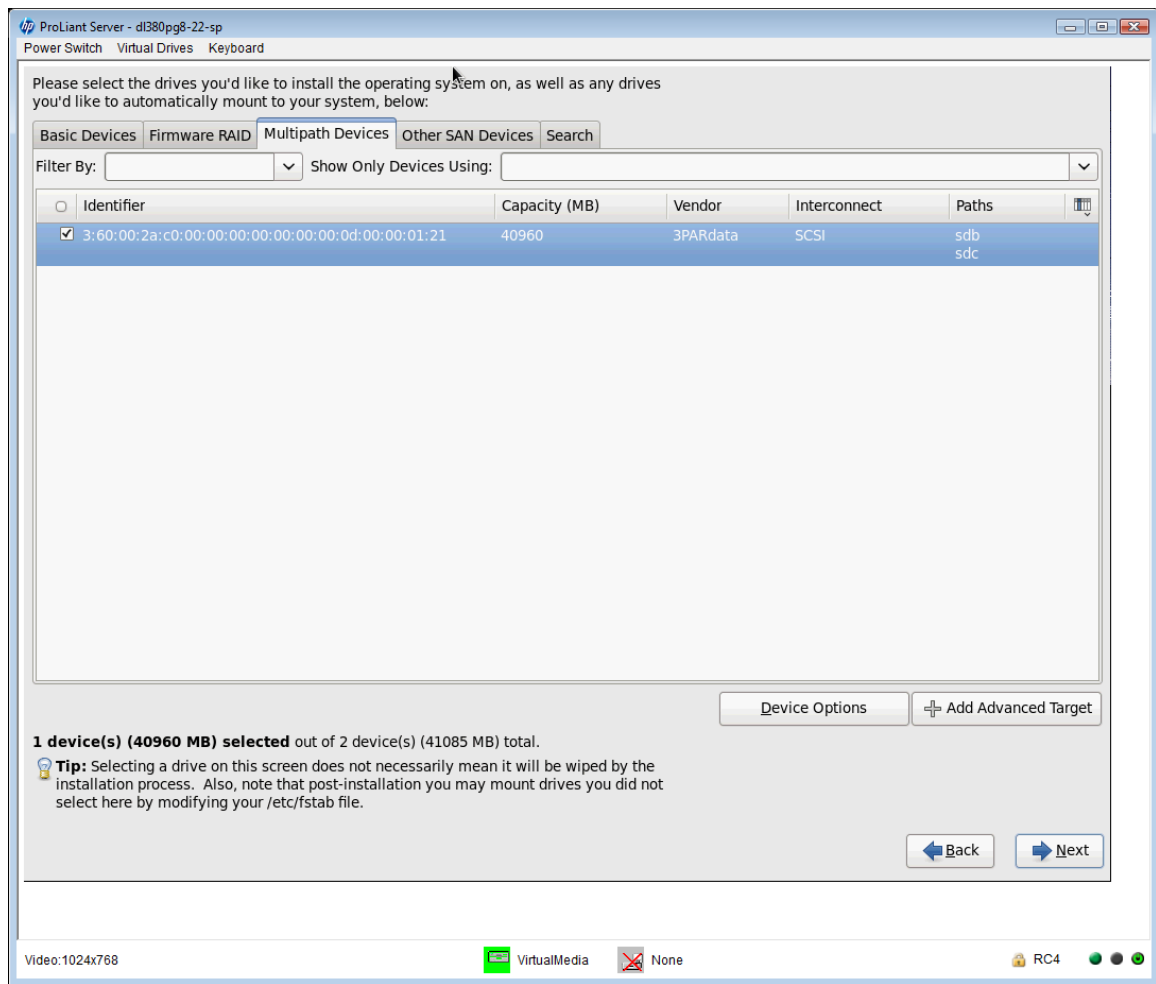 ProLiant Server - dl380pg8-22-sp
Power Switch Virtual Drives Keyboard
Please select the drives you'd like to install the operating system on, as well as any drives
you'd like to automatically mount to your system, below:
Basic Devices Firmware RAID Multipath Devices Other SAN Devices Search
Filter By: Show Only Devices Using:
Identifier Capacity (MB) Vendor Interconnect Paths
3:60:00:2a:c0:00:00:00:00:00:00:00:0d:00:00:01:21 40960 3PARdata SCSI sdb
sdc
Device Options Add Advanced Target
1 device(s) (40960 MB) selected out of 2 device(s) (41085 MB) total.
Tip: Selecting a drive on this screen does not necessarily mean it will be wiped by the
installation process. Also, note that post-installation you may mount drives you did not
select here by modifying your /etc/fstab file.
Back Next
Video:1024x768 VirtualMedia None RC4